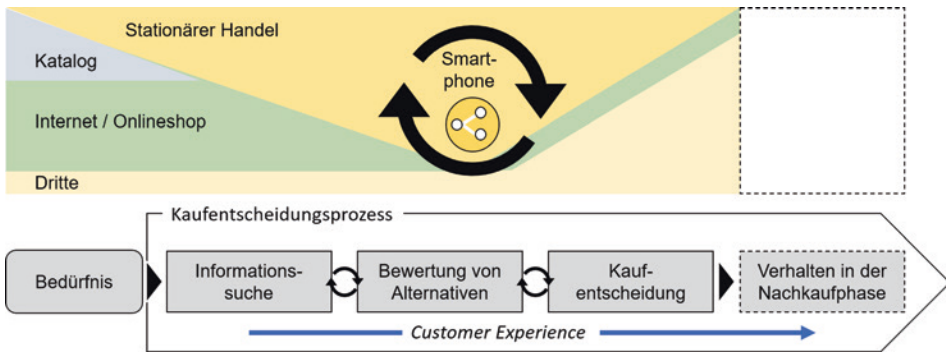 Stationärer Handel
Katalog
Smart-
phone
Internet / Onlineshop
Dritte
Kaufentscheidungsprozess
Bedürfnis
Informations-
suche
Bewertung von
Alternativen
Kauf-
entscheidung
Verhalten in der
Nachkaufphase
Customer Experience